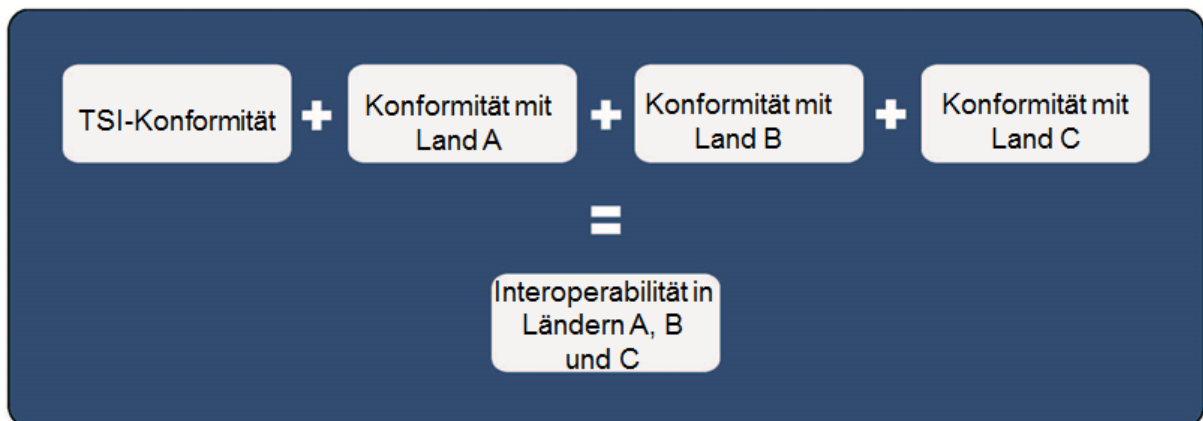 TSI-Konformität + Konformität mit + Konformität mit + Konformität mit
Land A
Land B
Land C
=
Interoperabilität in
Ländern A, B
und C